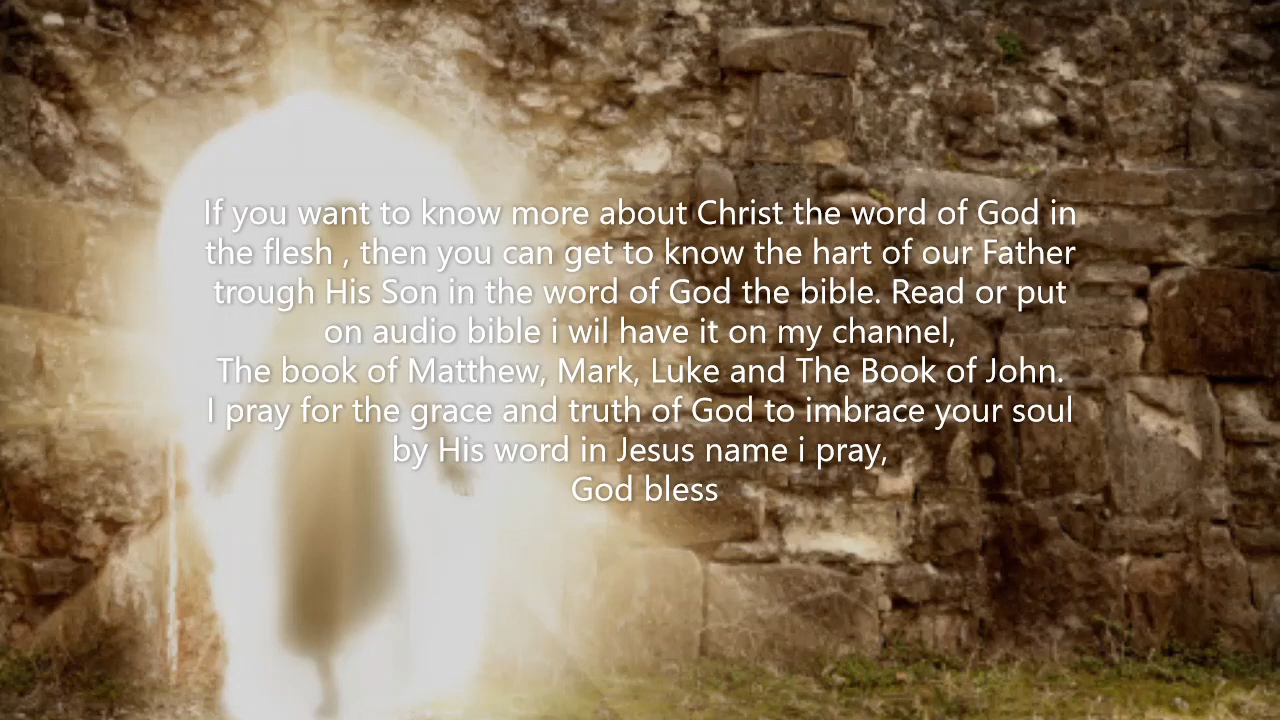 If you want to know more about Christ the word of God in
the flesh , then you can get to know the hart of our Father
trough His Son in the word of God the bible. Read or put
on audio bible i wil have it on my channel,
The book of Matthew, Mark, Luke and The Book of John.
I pray for the grace and truth of God to imbrace your soul
by His word in Jesus name i pray,
God bless